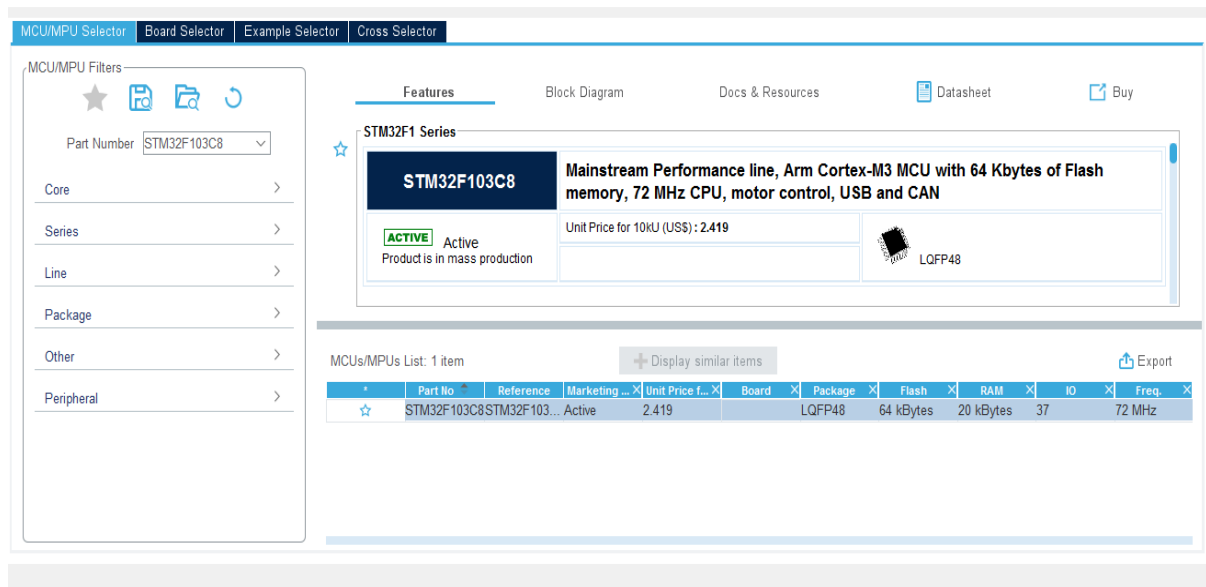 MCU/MPU Selector Board Selector Example Selector Cross Selector
MCU/MPU Filters
Part Number STM32F103C8
Core
Series
Line
Package
Other
Peripheral
Features Block Diagram Docs & Resources Datasheet Buy
STM32F1 Series
STM32F103C8
Mainstream Performance line, Arm Cortex-M3 MCU with 64 Kbytes of Flash
memory, 72 MHz CPU, motor control, USB and CAN
ACTIVE Active
Product is in mass production
Unit Price for 10kU (US$) : 2.419
LQFP48
MCUs/MPUs List: 1 item + Display similar items Export
* Part No Reference Marketing ... X Unit Price f... X Board X Package X Flash X RAM X IO X Freq. X
STM32F103C8 STM32F103... Active 2.419 LQFP48 64 kBytes 20 kBytes 37 72 MHz